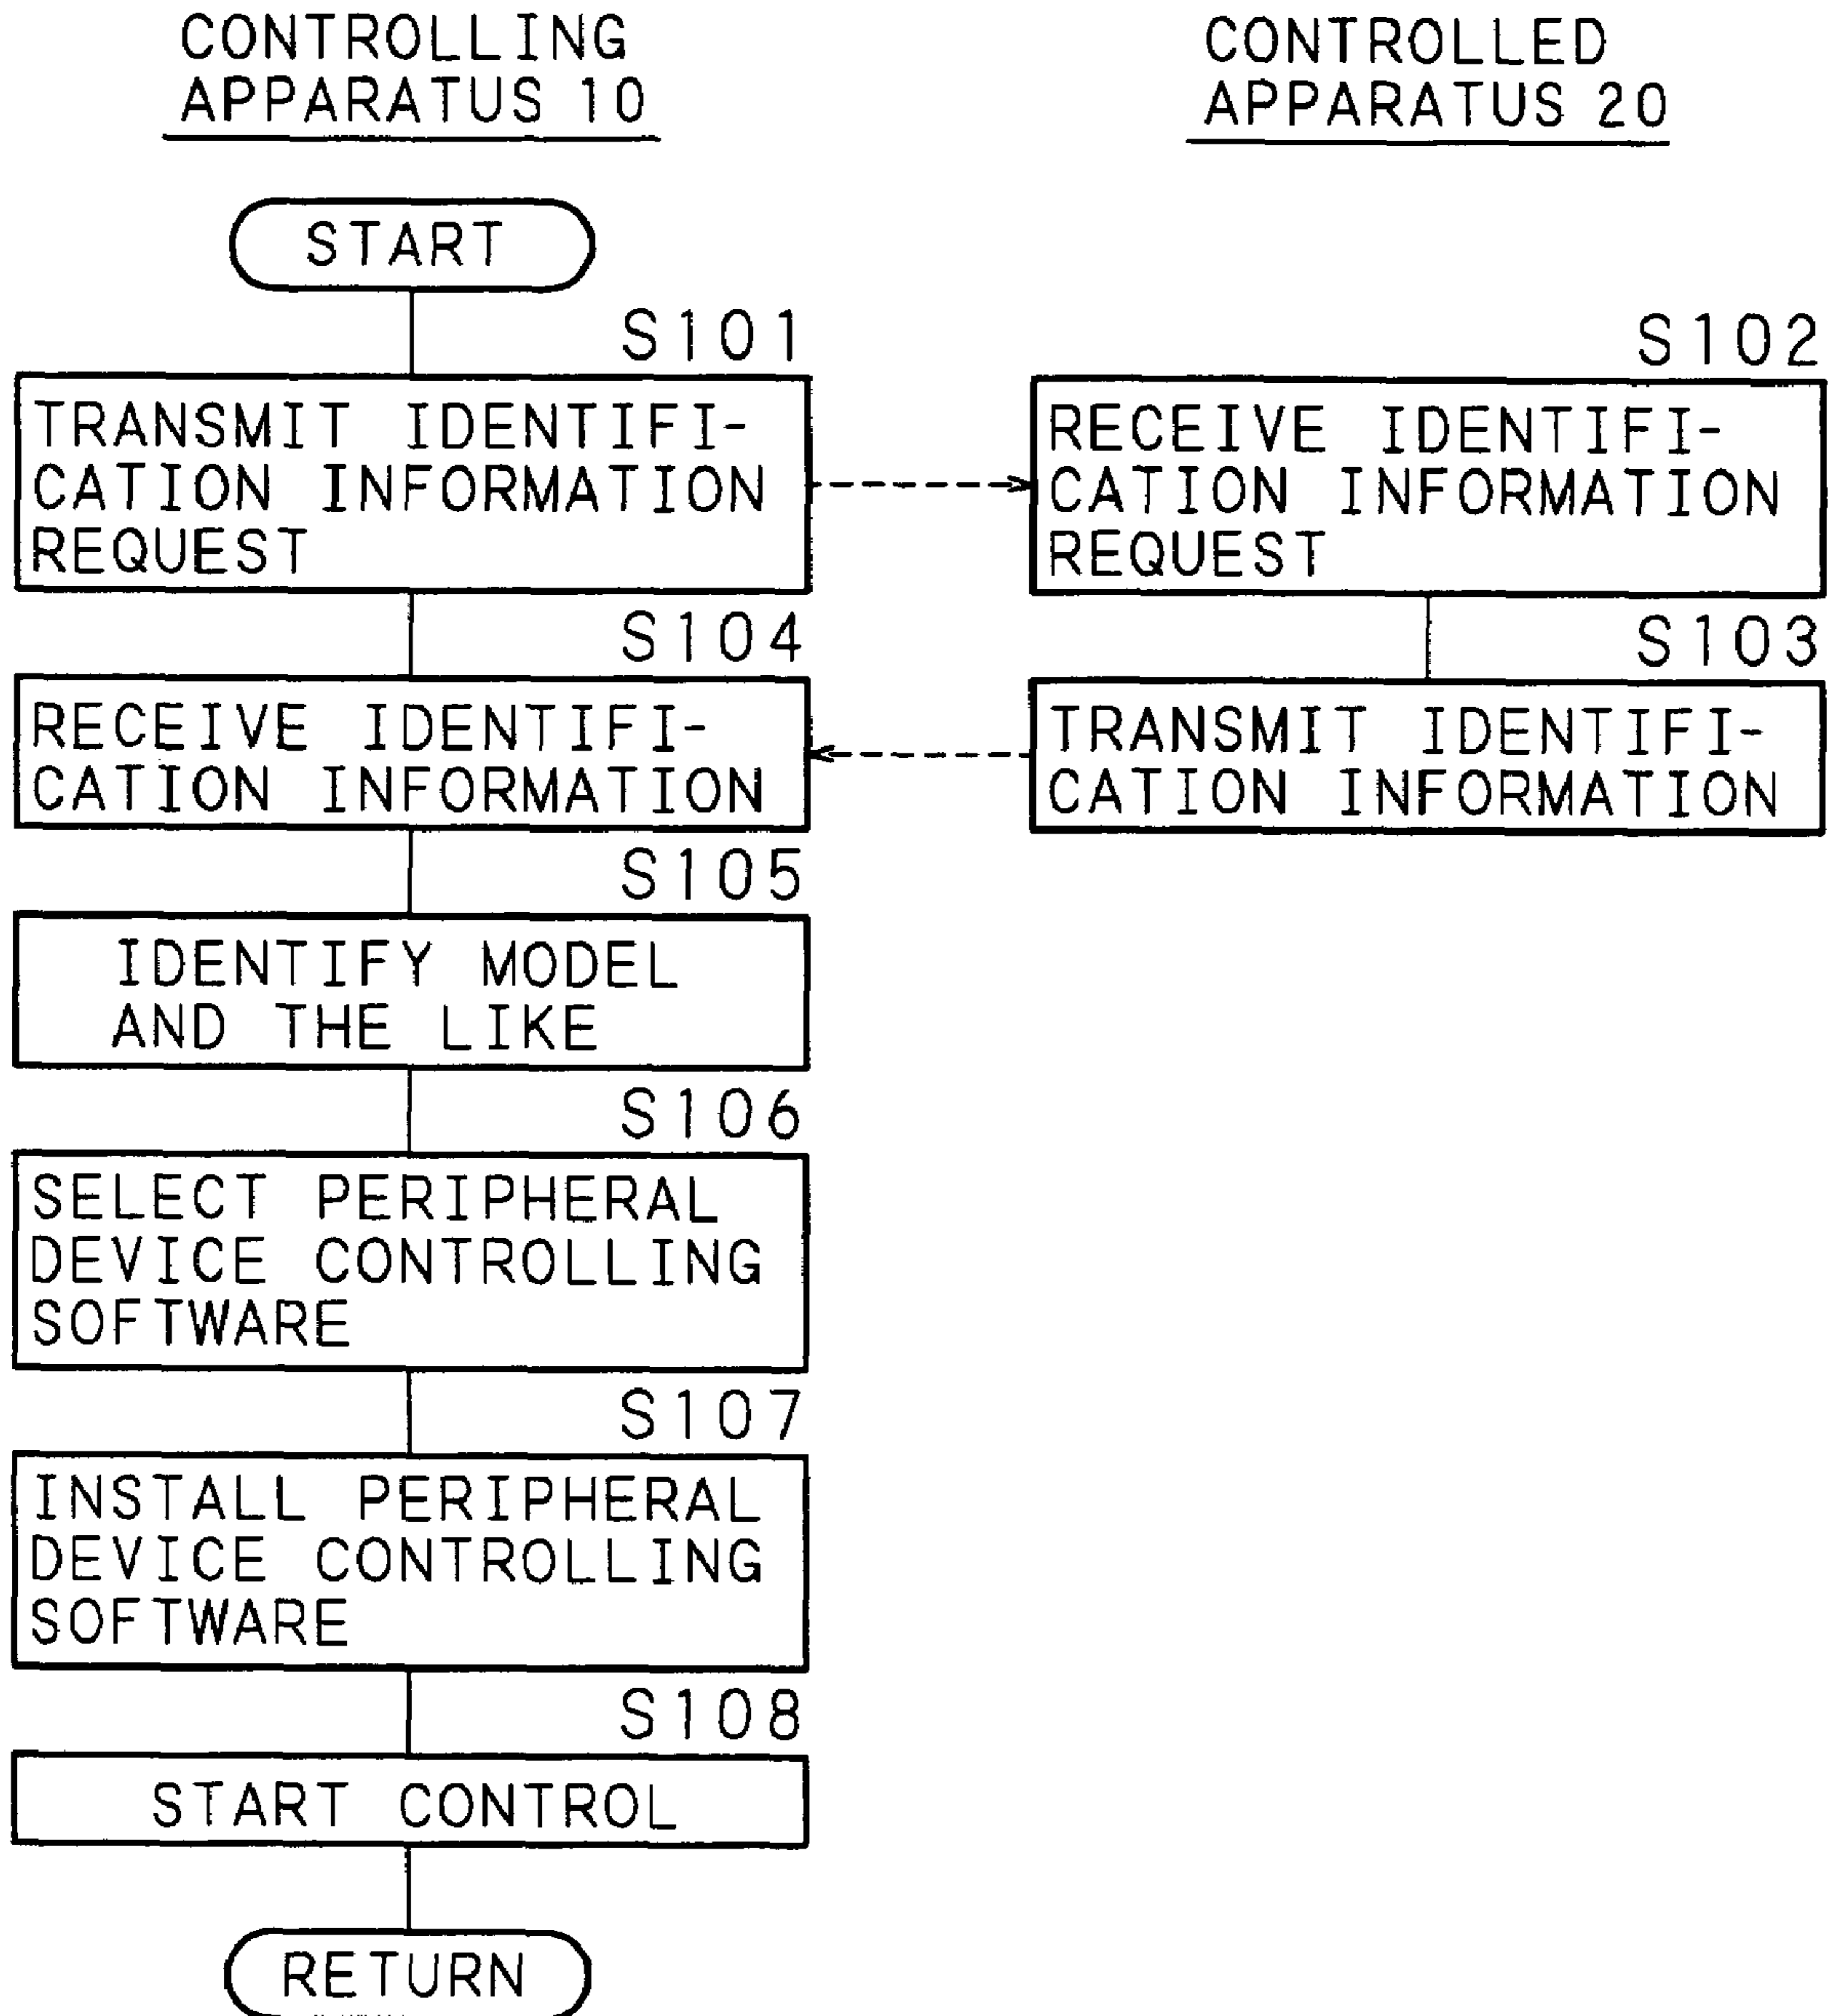 CONTROLLING
APPARATUS 10
CONTROLLED
APPARATUS 20
START
S101
TRANSMIT IDENTIFI-
CATION INFORMATION
REQUEST
S102
RECEIVE IDENTIFI-
CATION INFORMATION
REQUEST
S103
TRANSMIT IDENTIFI-
CATION INFORMATION
S104
RECEIVE IDENTIFI-
CATION INFORMATION
S105
IDENTIFY MODEL
AND THE LIKE
S106
SELECT PERIPHERAL
DEVICE CONTROLLING
SOFTWARE
S107
INSTALL PERIPHERAL
DEVICE CONTROLLING
SOFTWARE
S108
START CONTROL
RETURN